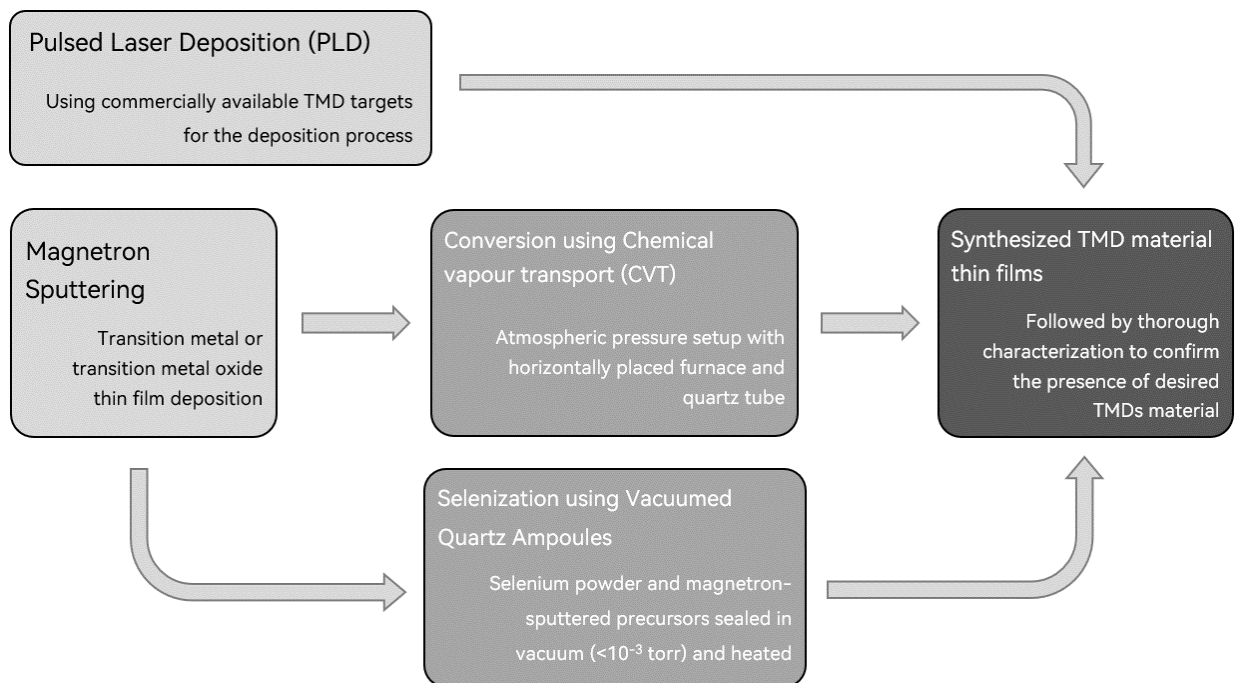 Pulsed Laser Deposition (PLD)
Using commercially available TMD targets
for the deposition process
Magnetron
Sputtering
Transition metal or
transition metal oxide
thin film deposition
Conversion using Chemical
vapour transport (CVT)
Atmospheric pressure setup with
horizontally placed furnace and
quartz tube
Synthesized TMD material
thin films
Followed by thorough
characterization to confirm
the presence of desired
TMDs material
Selenization using Vacuumed
Quartz Ampoules
Selenium powder and magnetron-
sputtered precursors sealed in
vacuum (<10⁻³ torr) and heated